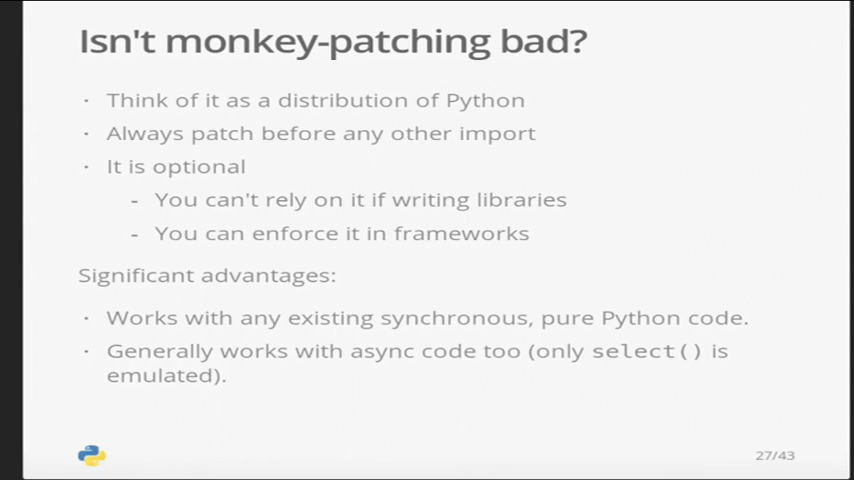 Isn't monkey-patching bad?
· Think of it as a distribution of Python
· Always patch before any other import
· It is optional
- You can't rely on it if writing libraries
- You can enforce it in frameworks
Significant advantages:
· Works with any existing synchronous, pure Python code.
· Generally works with async code too (only select() is
emulated).
27/43